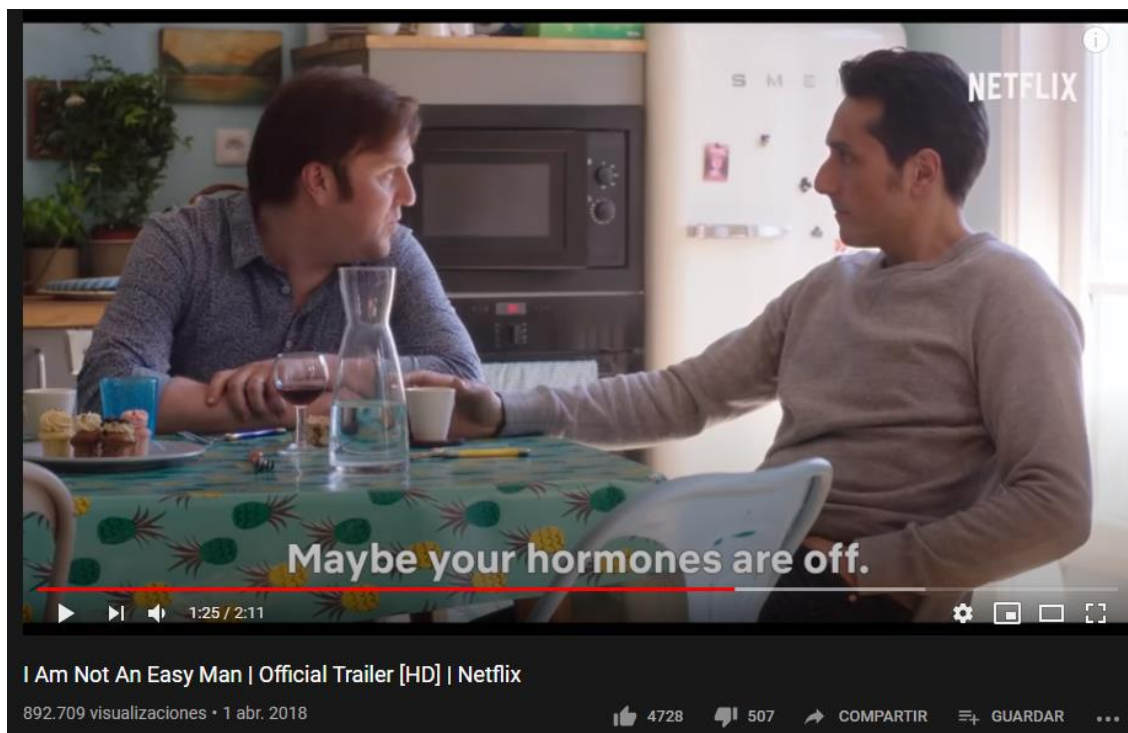 SME
NETFLIX
Maybe your hormones are off.
1:25 / 2:11
I Am Not An Easy Man | Official Trailer [HD] | Netflix
892.709 visualizaciones • 1 abr. 2018
4728
507
COMPARTIR
GUARDAR